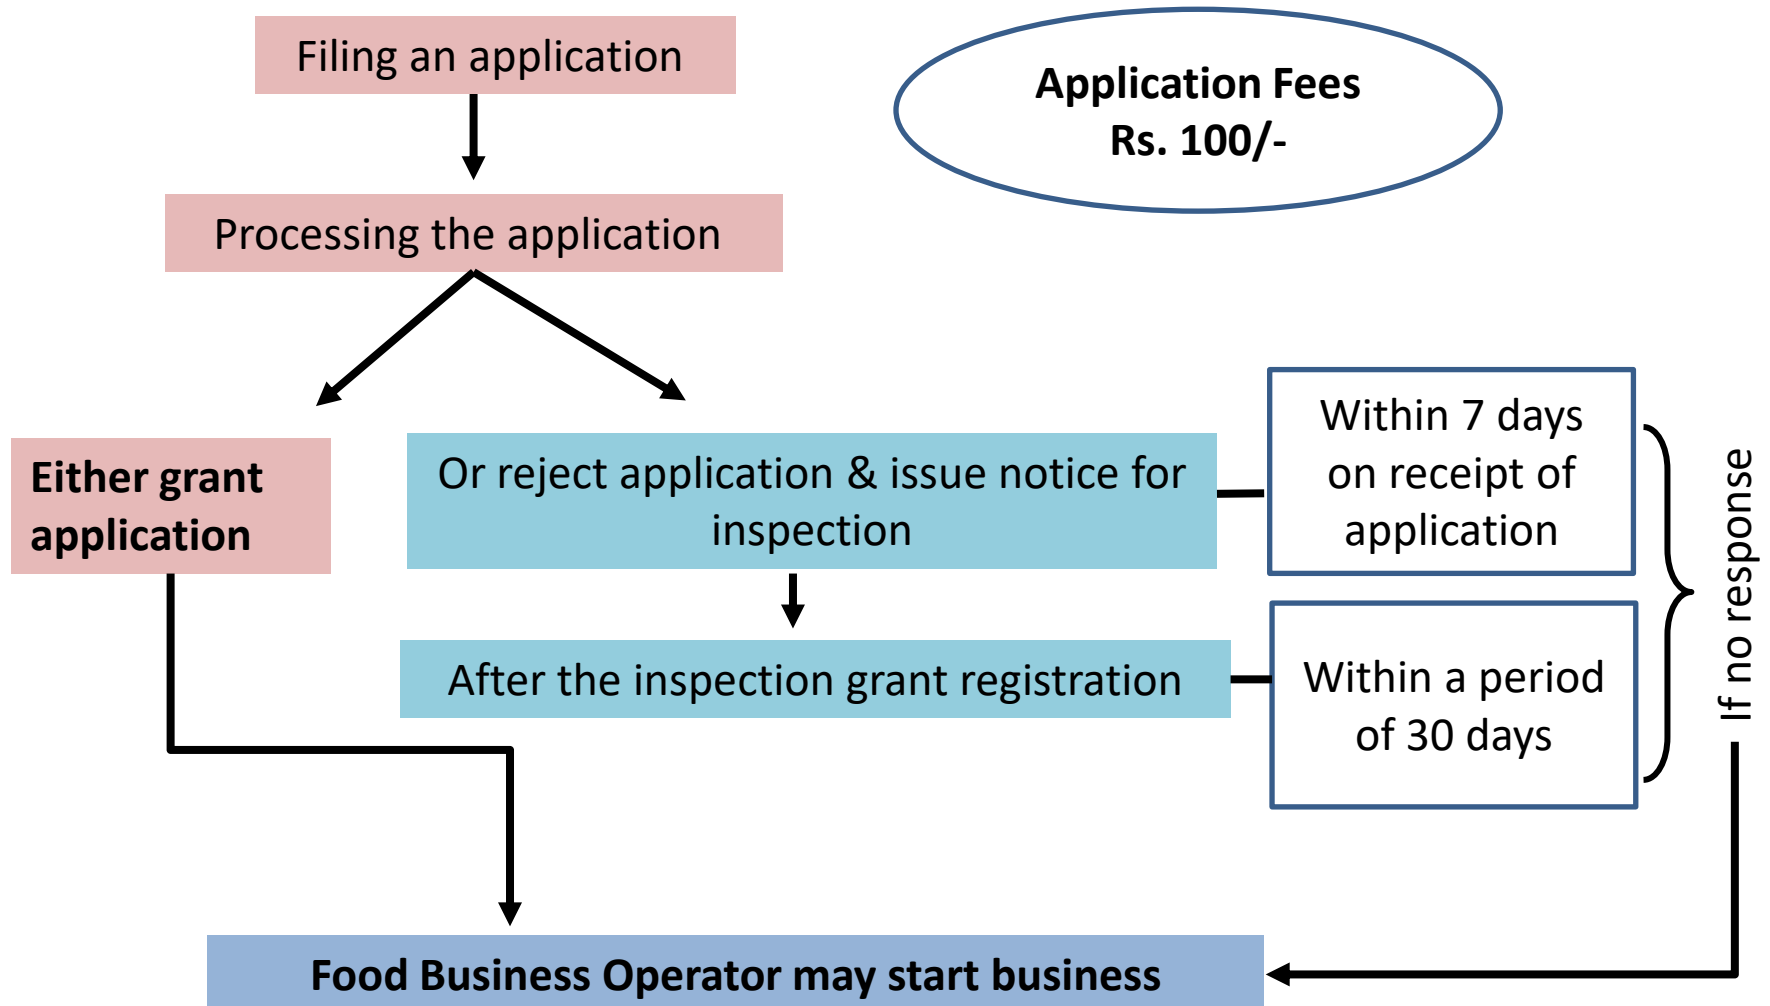 Filing an application
Application Fees
Rs. 100/-
Processing the application
Either grant
application
Or reject application & issue notice for
inspection
Within 7 days
on receipt of
application
After the inspection grant registration
Within a period
of 30 days
If no response
Food Business Operator may start business